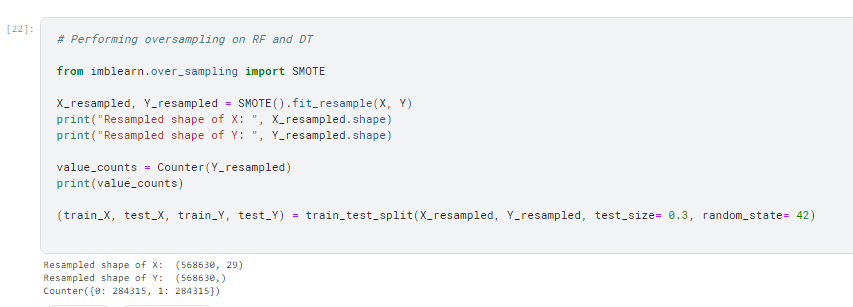 [22]:
# Performing oversampling on RF and DT
from imblearn.over_sampling import SMOTE
X_resampled, Y_resampled = SMOTE().fit_resample(X, Y)
print("Resampled shape of X: ", X_resampled.shape)
print("Resampled shape of Y: ", Y_resampled.shape)
value_counts = Counter(Y_resampled)
print(value_counts)
(train_X, test_X, train_Y, test_Y) = train_test_split(X_resampled, Y_resampled, test_size= 0.3, random_state= 42)
Resampled shape of X:  (568630, 29)
Resampled shape of Y:  (568630,)
Counter({0: 284315, 1: 284315})